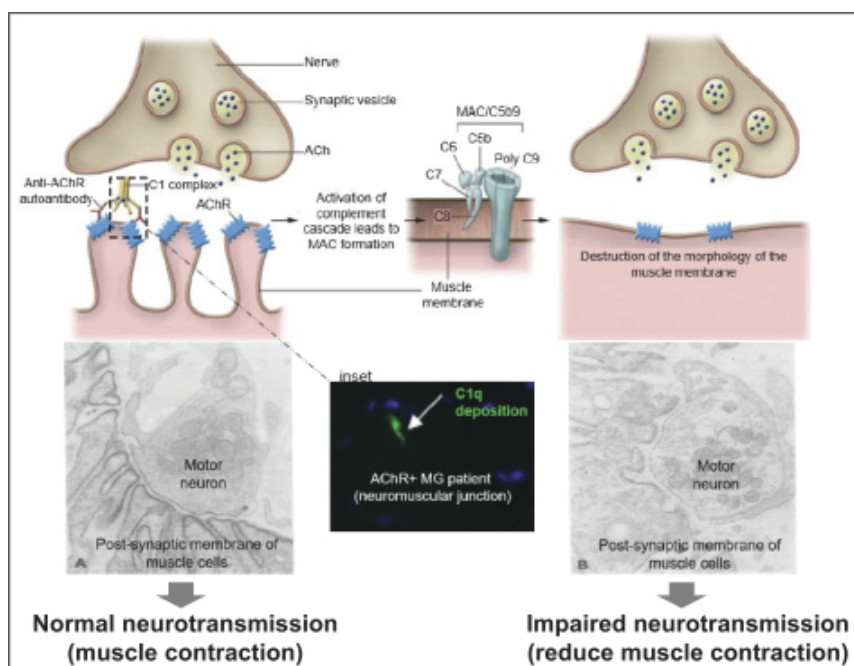 Nerve
Synaptic vesicle
ACh
C1 complex
Anti-AChR
autoantibody
AChR
Activation of
complement
cascade leads to
MAC formation
MAC/C5b9
C5b
C6
Poly C9
C7
C8
Muscle
membrane
Destruction of the morphology of the
muscle membrane
inset
C1q
deposition
AChR+ MG patient
(neuromuscular junction)
Motor
neuron
Post-synaptic membrane of
muscle cells
A
Motor
neuron
Post-synaptic membrane of
muscle cells
B
Normal neurotransmission
(muscle contraction)
Impaired neurotransmission
(reduce muscle contraction)